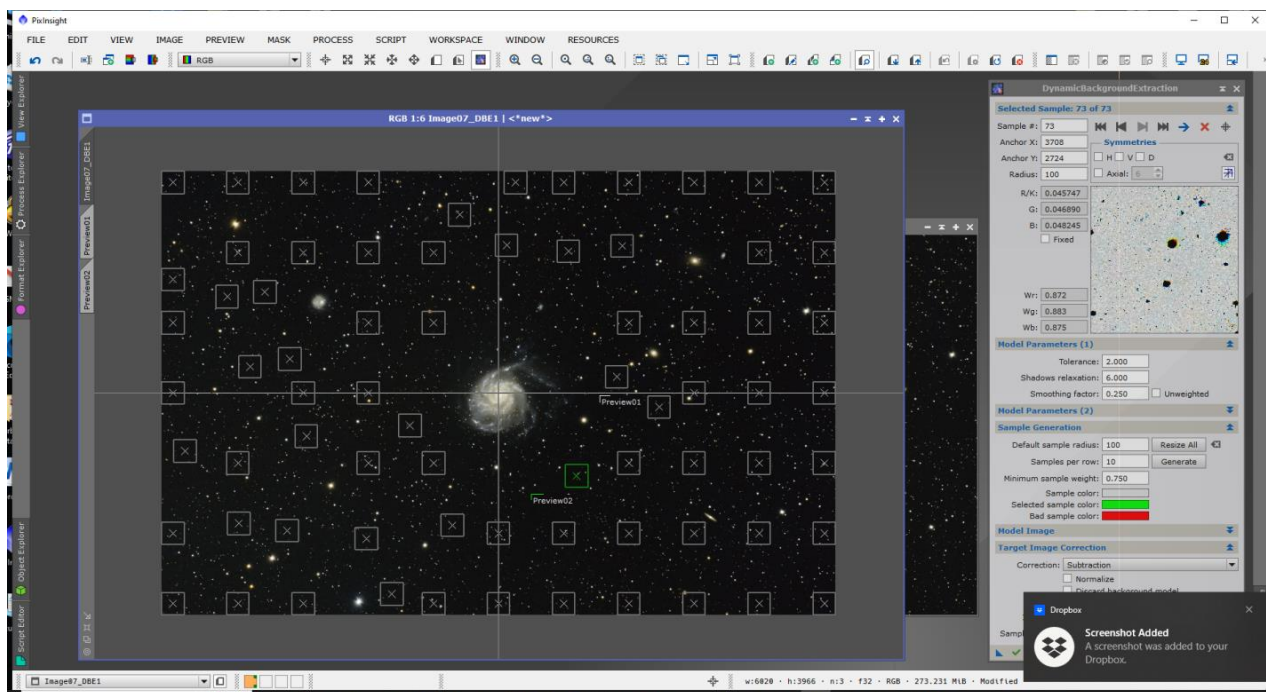 PixInsight
FILE EDIT VIEW IMAGE PREVIEW MASK PROCESS SCRIPT WORKSPACE WINDOW RESOURCES
RGB
View Explorer
Process Explorer
Format Explorer
Object Explorer
Script Editor
RGB 1:6 Image07_DBE1 | <*new*>
Image07_DBE1
Preview01
Preview02
Preview01
Preview02
DynamicBackgroundExtraction
Selected Sample: 73 of 73
Sample #: 73
Anchor X: 3708
Symmetries
Anchor Y: 2724
H V D
Radius: 100
Axial: 6
R/K: 0.045747
G: 0.046890
B: 0.048245
Fixed
Wr: 0.872
Wg: 0.883
Wb: 0.875
Model Parameters (1)
Tolerance: 2.000
Shadows relaxation: 6.000
Smoothing factor: 0.250 Unweighted
Model Parameters (2)
Sample Generation
Default sample radius: 100 Resize All
Samples per row: 10 Generate
Minimum sample weight: 0.750
Sample color:
Selected sample color:
Bad sample color:
Model Image
Target Image Correction
Correction: Subtraction
Normalize
Discard background model
Dropbox
Screenshot Added
A screenshot was added to your
Dropbox.
Image07_DBE1
w:6020 · h:3966 · n:3 · f32 · RGB · 273.231 MiB · Modified